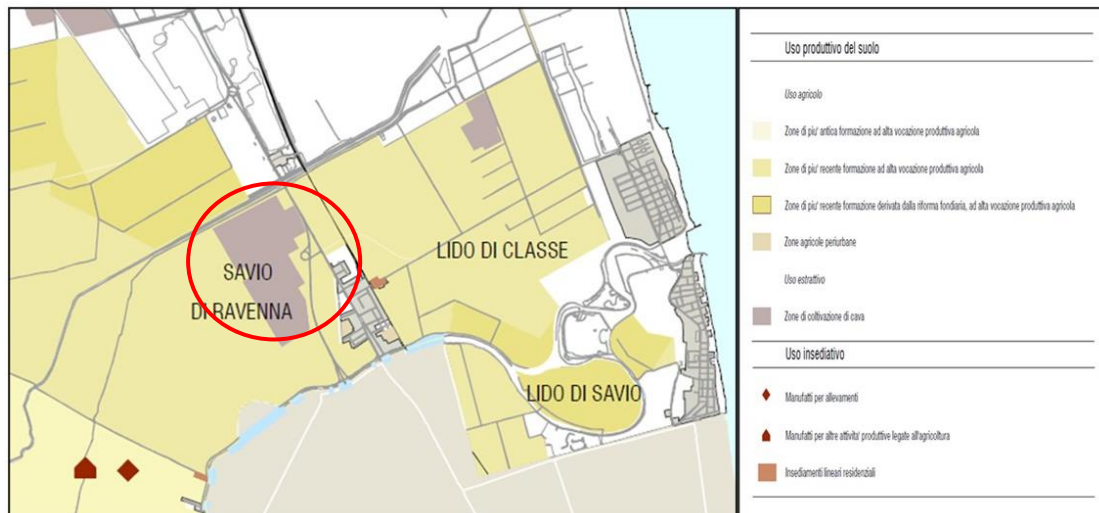 SAVIO
DI RAVENNA
LIDO DI CLASSE
LIDO DI SAVIO
Uso produttivo del suolo
Uso agricolo
Zone di piu' antica formazione ad alta vocazione produttiva agricola
Zone di piu' recente formazione ad alta vocazione produttiva agricola
Zone di piu' recente formazione derivata dalla riforma fondiaria, ad alta vocazione produttiva agricola
Zone agricole periurbane
Uso estrattivo
Zone di coltivazione di cava
Uso insediativo
Manufatti per allevamenti
Manufatti per altre attivita' produttive legate all'agricoltura
Insediamenti lineari residenziali